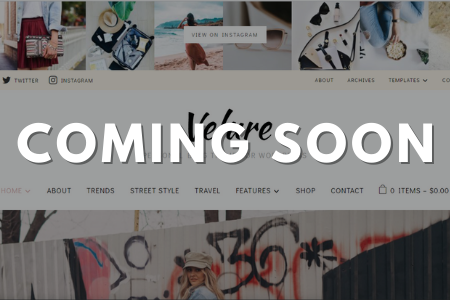 VIEW ON INSTAGRAM
TWITTER INSTAGRAM ABOUT ARCHIVES TEMPLATES
Velure
COMING SOON
HOME ABOUT TRENDS STREET STYLE TRAVEL FEATURES SHOP CONTACT 0 ITEMS – $0.00